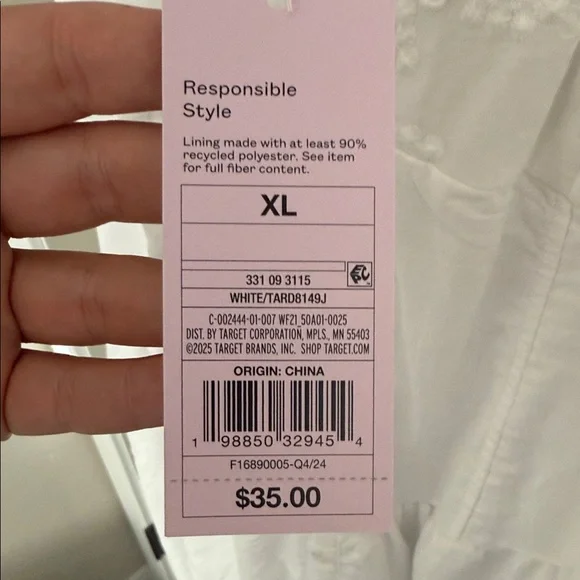 Responsible
Style
Lining made with at least 90%
recycled polyester. See item
for full fiber content.
XL
331 09 3115
WHITE/TARD8149J
C-002444-01-007 WF21_50A01-0025
DIST. BY TARGET CORPORATION, MPLS., MN 55403
©2025 TARGET BRANDS, INC. SHOP TARGET.COM
ORIGIN: CHINA
1 98850 32945 4
F16890005-Q4/24
$35.00